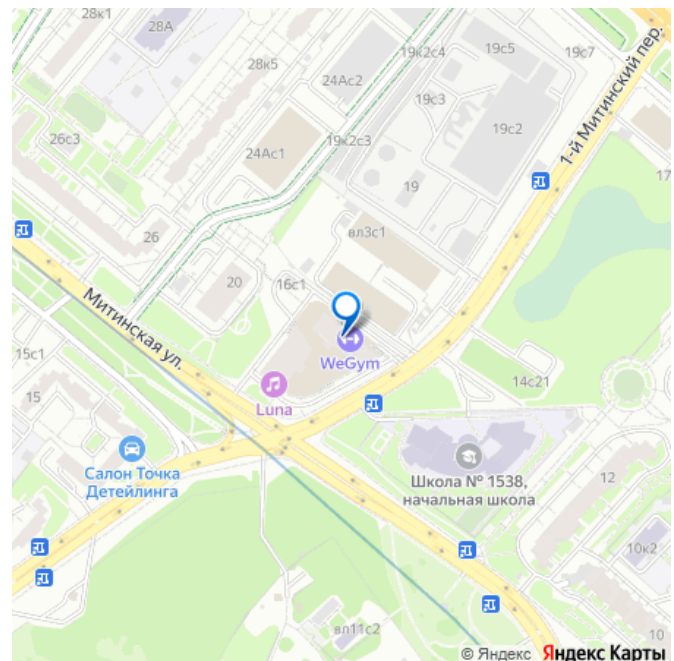 28к1
28А
28к5
19к2с4
19с5
19с7
24Ас2
19с3
1-й Митинский пер.
26с3
19к2с3
19с2
24Ас1
17
19
вл3с1
26
20
16с1
Митинская ул.
WeGym
15с1
14с21
15
Luna
Салон Точка
Детейлинга
Школа № 1538,
начальная школа
12
10к2
вл11с2
10
© Яндекс Яндекс Карты